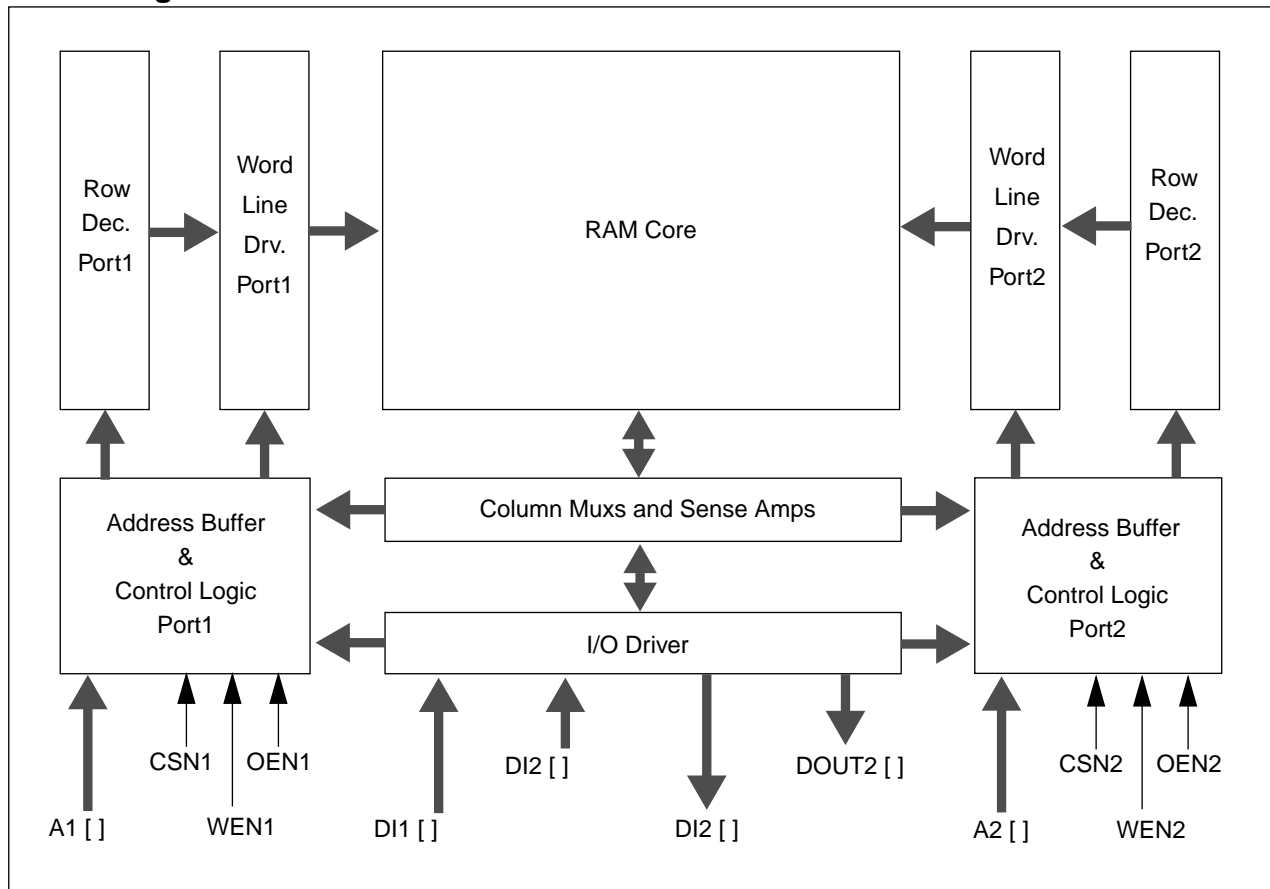 Row
Dec.
Port1
Word
Line
Drv.
Port1
RAM Core
Word
Line
Drv.
Port2
Row
Dec.
Port2
Address Buffer
&
Control Logic
Port1
Column Muxs and Sense Amps
I/O Driver
Address Buffer
&
Control Logic
Port2
CSN1
OEN1
WEN1
A1 [ ]
DI1 [ ]
DI2 [ ]
DI2 [ ]
DOUT2 [ ]
A2 [ ]
CSN2
OEN2
WEN2